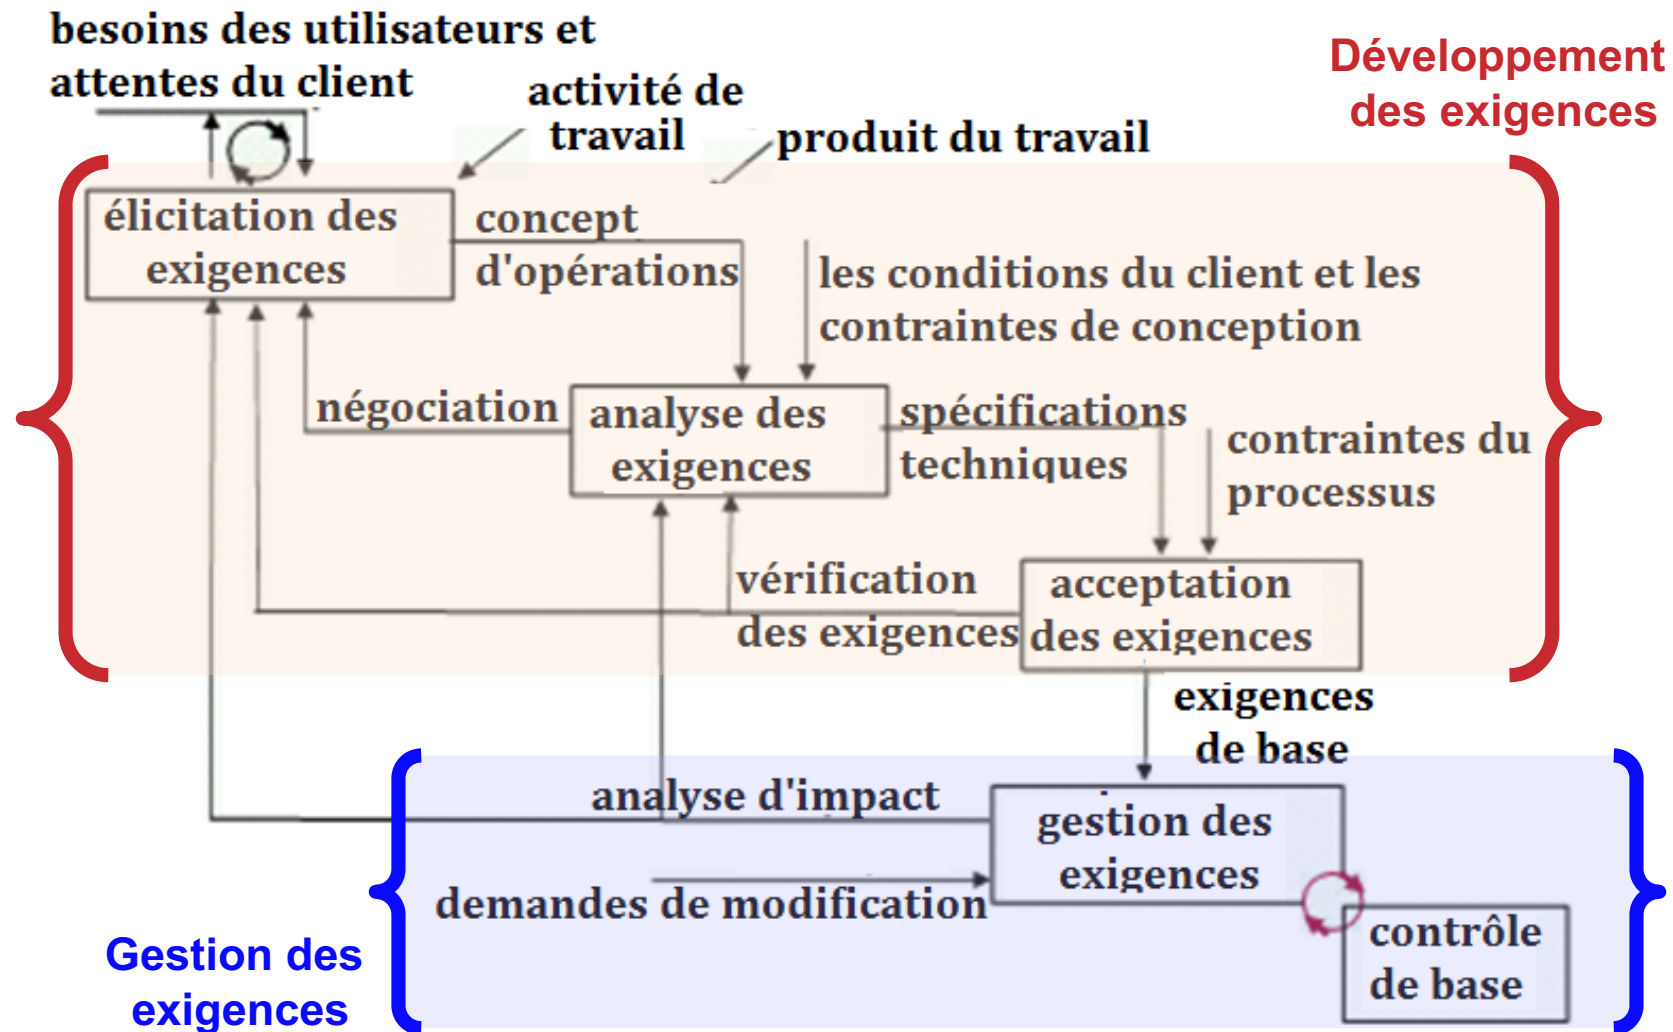 besoins des utilisateurs et
attentes du client
Développement
des exigences
activité de
travail
produit du travail
élicitation des
exigences
concept
d'opérations
les conditions du client et les
contraintes de conception
négociation
analyse des
exigences
spécifications
techniques
contraintes du
processus
vérification
des exigences
acceptation
des exigences
exigences
de base
analyse d'impact
gestion des
exigences
demandes de modification
contrôle
de base
Gestion des
exigences